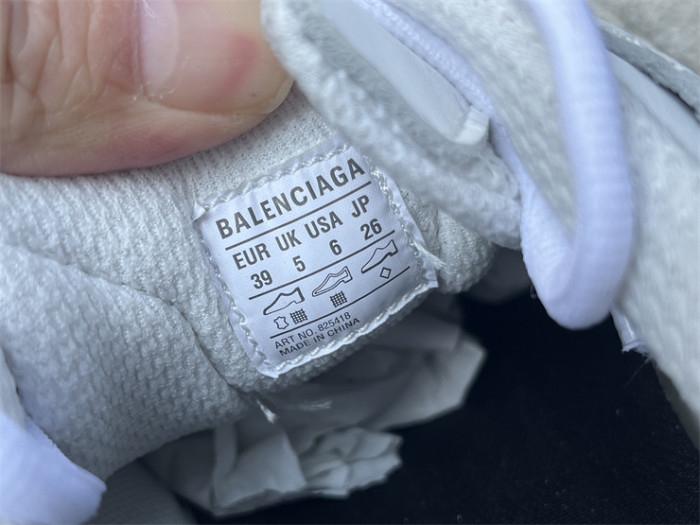 BALENCIAGA
EUR UK USA JP
39 5 6 26
ART NO. 825418
MADE IN CHINA